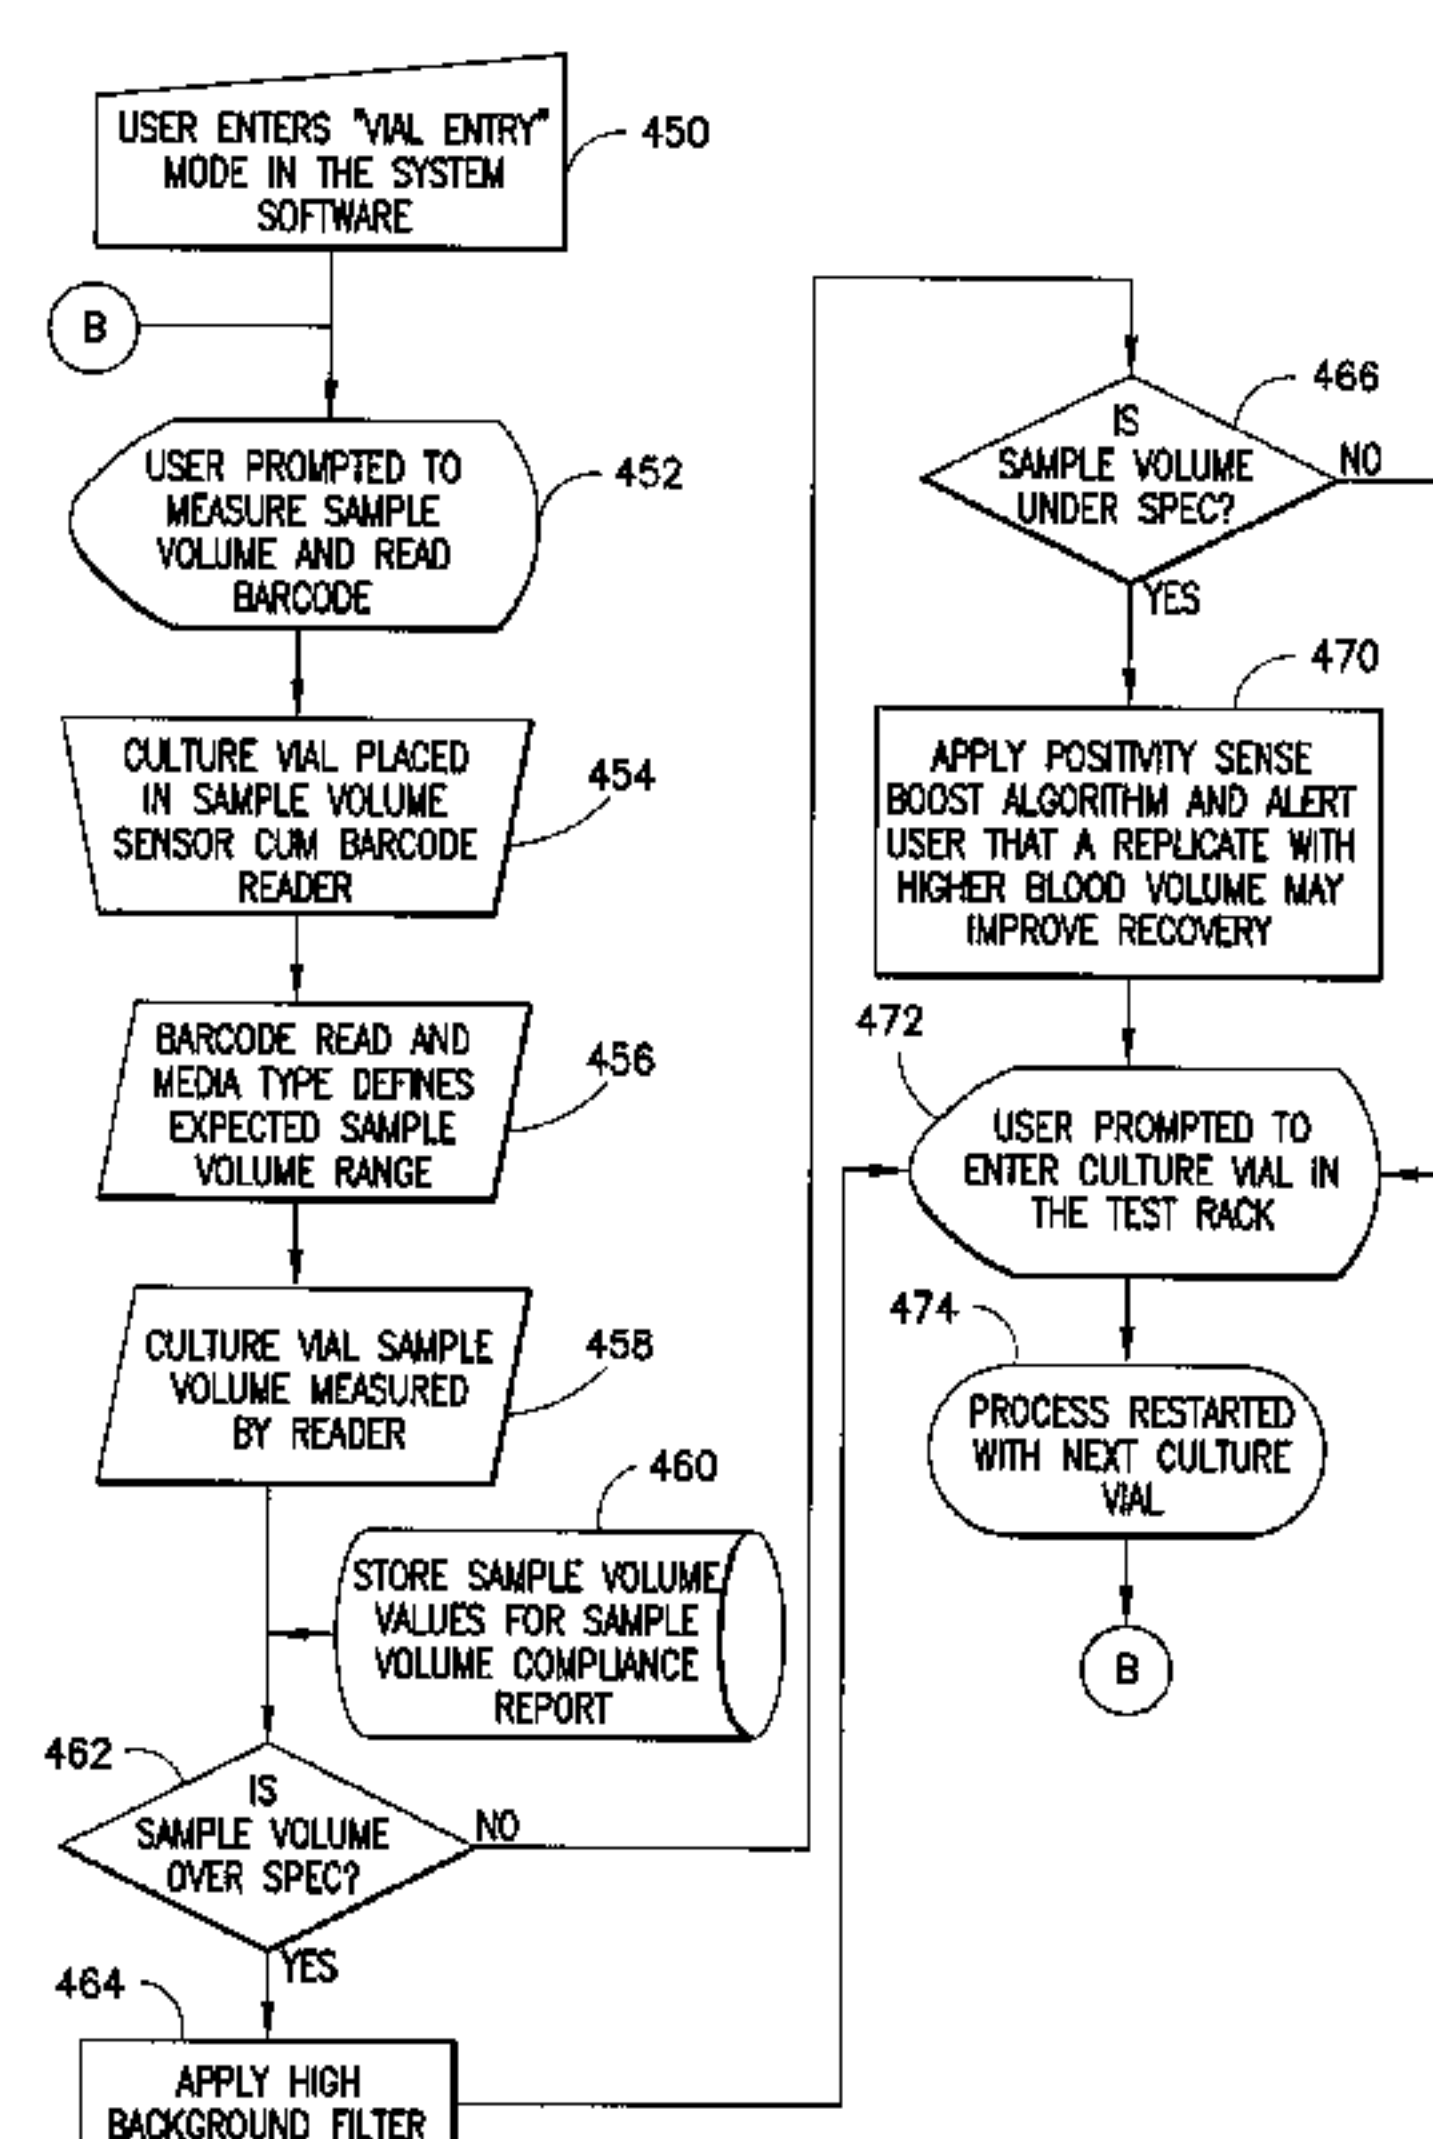 USER ENTERS "VIAL ENTRY"
MODE IN THE SYSTEM
SOFTWARE
450
B
USER PROMPTED TO
MEASURE SAMPLE
VOLUME AND READ
BARCODE
452
CULTURE VIAL PLACED
IN SAMPLE VOLUME
SENSOR CUM BARCODE
READER
454
BARCODE READ AND
MEDIA TYPE DEFINES
EXPECTED SAMPLE
VOLUME RANGE
456
CULTURE VIAL SAMPLE
VOLUME MEASURED
BY READER
458
460
STORE SAMPLE VOLUME
VALUES FOR SAMPLE
VOLUME COMPLIANCE
REPORT
462
IS
SAMPLE VOLUME
OVER SPEC?
NO
YES
464
APPLY HIGH
BACKGROUND FILTER
466
IS
SAMPLE VOLUME
UNDER SPEC?
NO
YES
470
APPLY POSITIVITY SENSE
BOOST ALGORITHM AND ALERT
USER THAT A REPLICATE WITH
HIGHER BLOOD VOLUME MAY
IMPROVE RECOVERY
472
USER PROMPTED TO
ENTER CULTURE VIAL IN
THE TEST RACK
474
PROCESS RESTARTED
WITH NEXT CULTURE
VIAL
B